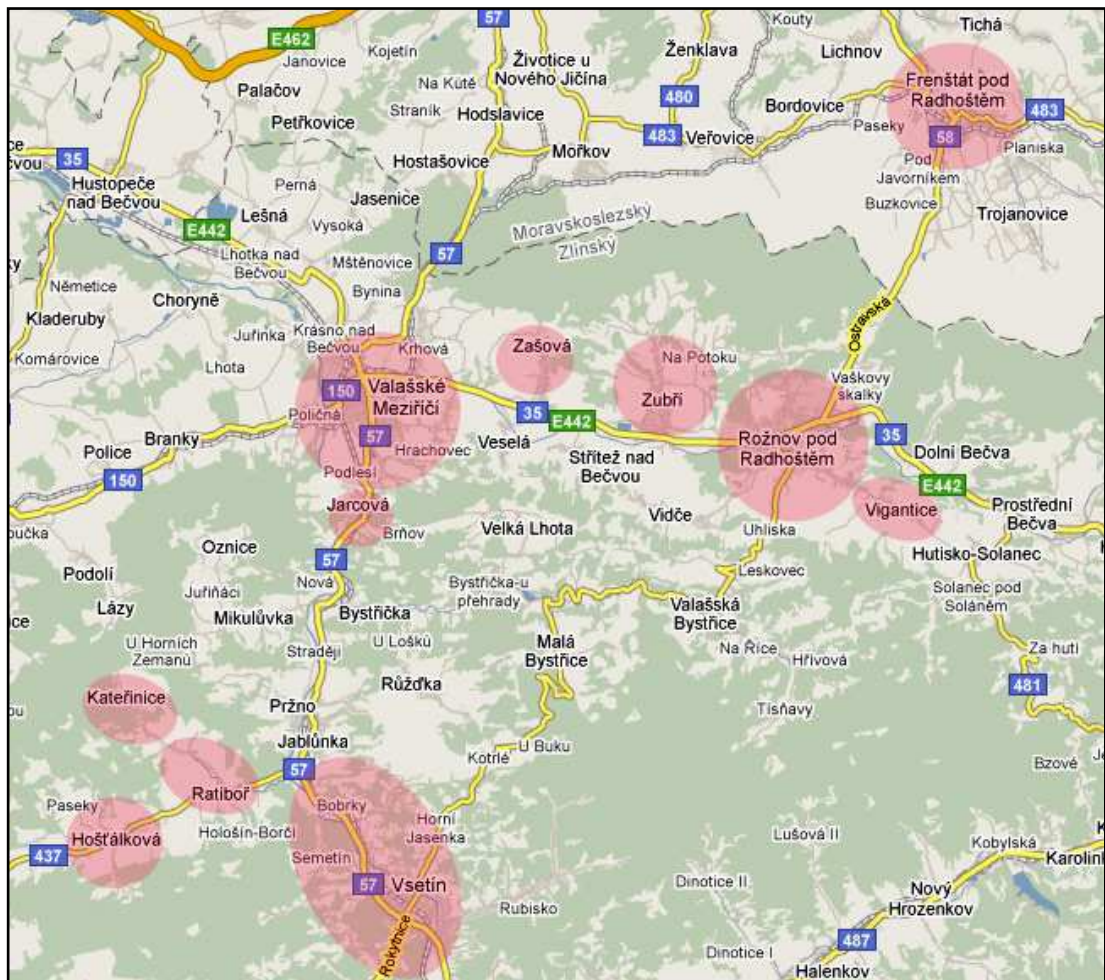 57
Kouty
Tichá
E462
Janovice
Kojetín
Životice u
Nového Jičína
Ženklava
Lichnov
Frenštát pod
Radhoštěm
Palačov
Na Kútě
Straník
Hodslavice
480
Bordovice
483
Petřkovice
483
Veřovice
Paseky
58
Planiska
35
Hostašovice
Mořkov
Pod
Javorníkem
Hustopeče
nad Bečvou
Perná
Jasenice
Buzkovice
Trojanovice
Lešná
Vysoká
E442
Moravskoslezský
Zlínský
57
Lhotka nad
Bečvou
Mštěnovice
Němetice
Choryně
Bynina
Kladeruby
Juřinka
Krásno nad
Bečvou
Krhová
Zašová
Na Potoku
Ostravská
Komárovice
Lhota
Vaškovy
skalky
150
Valašské
Meziříčí
Zubří
Poličná
35
E442
Branky
57
Hrachovec
Veselá
Rožnov pod
Radhoštěm
35
Police
Střítež nad
Bečvou
Dolní Bečva
150
Podlesí
E442
Jarcová
Vigantice
Prostřední
Bečva
Brňov
Velká Lhota
Vidče
Uhliska
Oznice
57
Hutisko-Solanec
Podolí
Nová
Leskovec
Juřiňáci
Bystřička-u
přehrady
Solanec pod
Soláněm
Lázy
Mikulůvka
Bystřička
Valašská
Bystřice
U Horních
Zemanů
Straději
U Lošků
Malá
Bystřice
Na Říce
Hřivová
Za hutí
Růžďka
481
Kateřinice
Pržno
Tísňavy
Jablůnka
U Buku
Kotrlé
57
Bzové
Ratiboř
Paseky
Bobrky
Horní
Jasenka
Hošťálková
Hološín-Borčí
Lušová II
Kobylská
437
Semetín
Karolin
57
Vsetín
Dinotice II
Nový
Hrozenkov
Rubisko
Rokytnice
Dinotice I
487
Halenkov